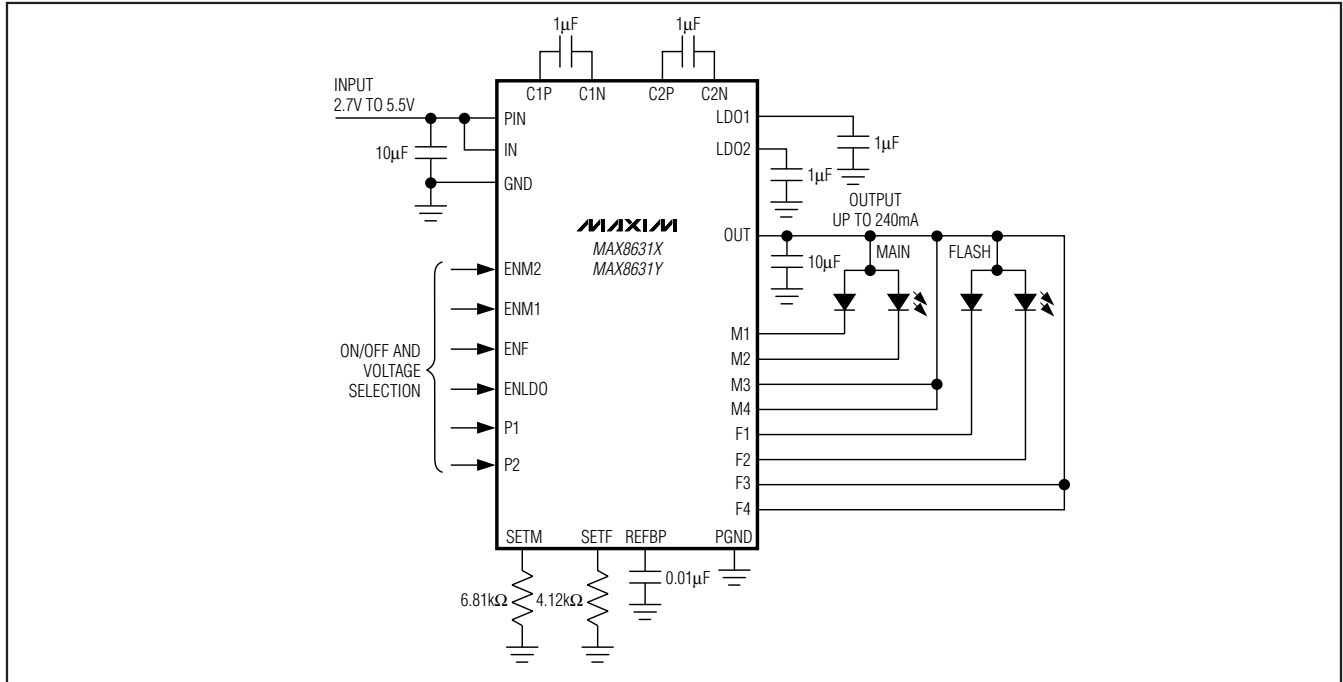 1μF
1μF
INPUT
2.7V TO 5.5V
C1P
C1N
C2P
C2N
PIN
LDO1
10μF
IN
LDO2
1μF
GND
1μF
MAXIM
MAX8631X
MAX8631Y
OUTPUT
UP TO 240mA
OUT
MAIN
FLASH
10μF
ON/OFF AND
VOLTAGE
SELECTION
ENM2
ENM1
ENF
ENLDO
P1
P2
M1
M2
M3
M4
F1
F2
F3
F4
SETM
SETF
REFBP
PGND
6.81kΩ
4.12kΩ
0.01μF